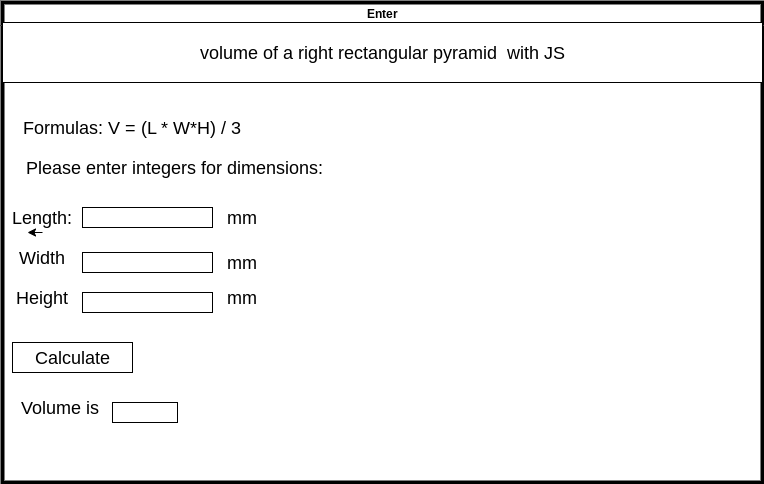 Enter
volume of a right rectangular pyramid  with JS
Formulas: V = (L * W*H) / 3
Please enter integers for dimensions:
Length: mm
Width mm
Height mm
Calculate
Volume is